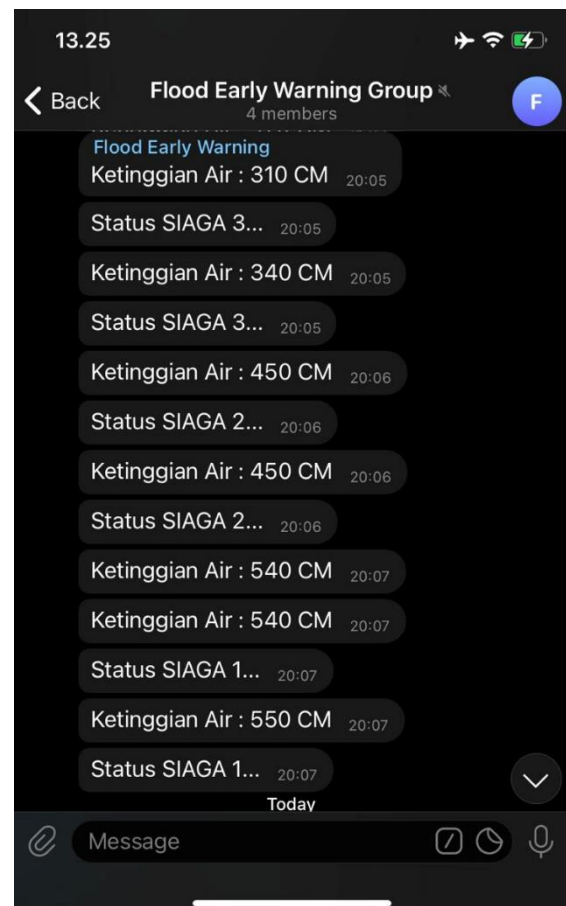 13.25
Back
Flood Early Warning Group
4 members
F
Flood Early Warning
Ketinggian Air : 310 CM 20:05
Status SIAGA 3... 20:05
Ketinggian Air : 340 CM 20:05
Status SIAGA 3... 20:05
Ketinggian Air : 450 CM 20:06
Status SIAGA 2... 20:06
Ketinggian Air : 450 CM 20:06
Status SIAGA 2... 20:06
Ketinggian Air : 540 CM 20:07
Ketinggian Air : 540 CM 20:07
Status SIAGA 1... 20:07
Ketinggian Air : 550 CM 20:07
Status SIAGA 1... 20:07
Today
Message